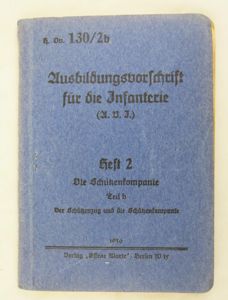 H. Dv. 130/2b
Ausbildungsvorschrift
für die Infanterie
(A. V. I.)
Heft 2
Die Schützenkompanie
Teil b
Der Schützenzug und die Schützenkompanie
Verlag „Offene Worte“, Berlin W 35